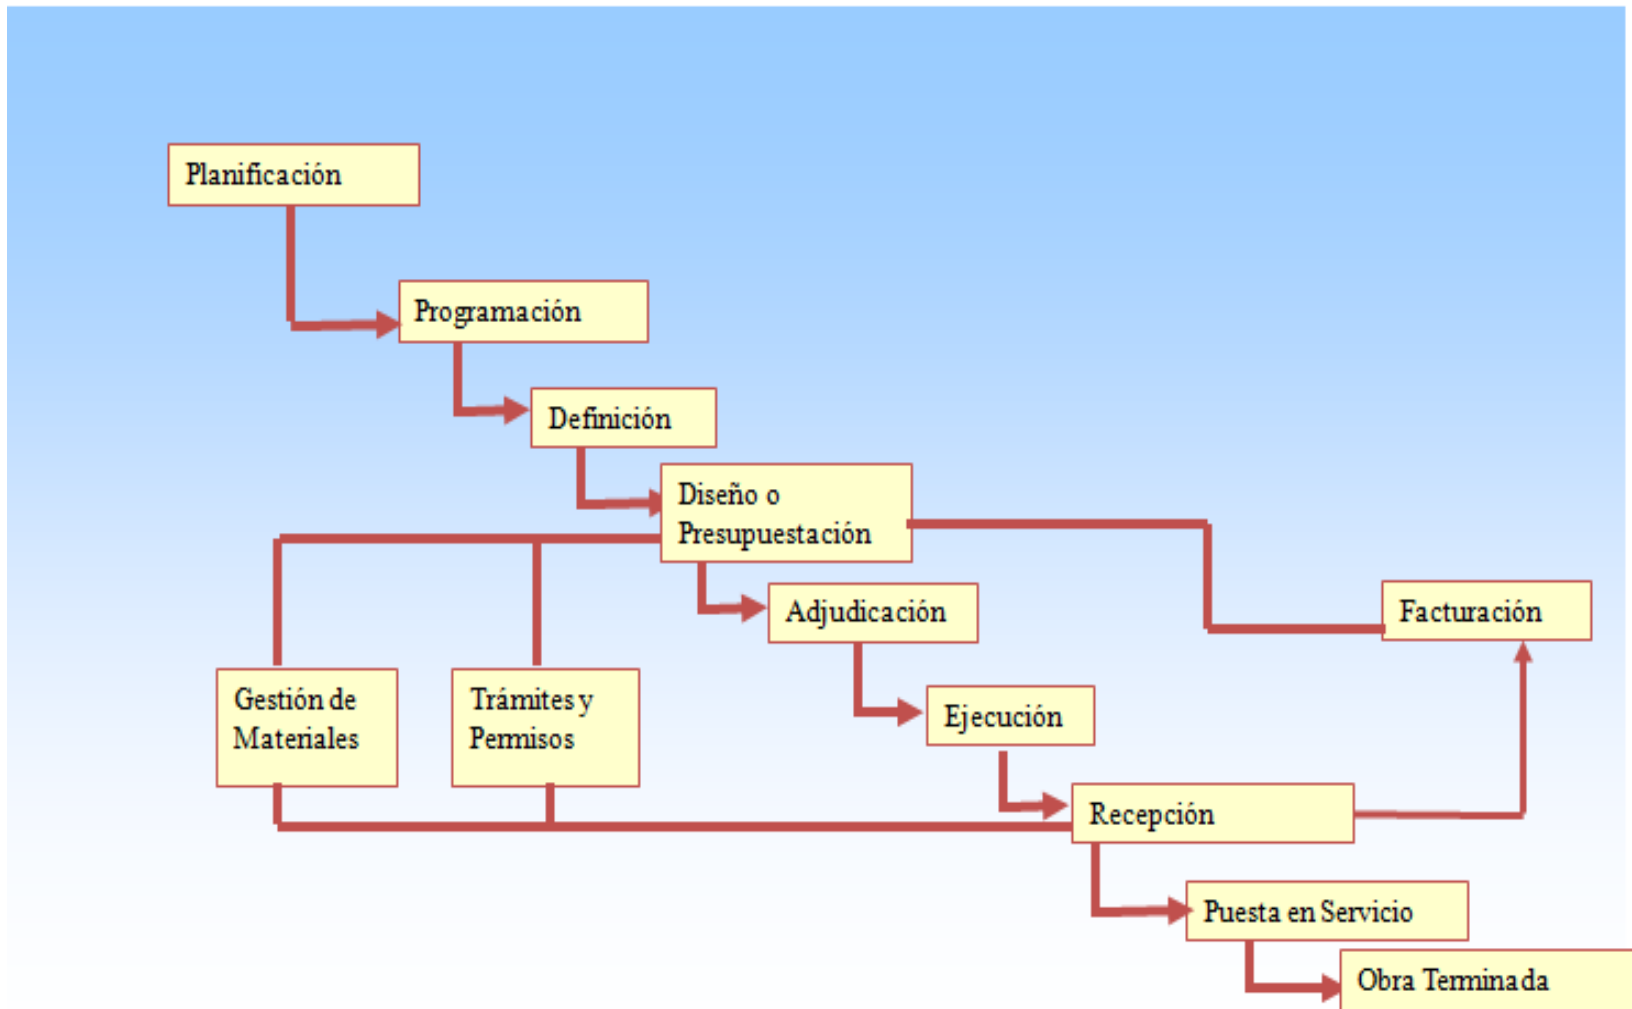 Planificación
Programación
Definición
Diseño o
Presupuestación
Adjudicación
Facturación
Gestión de
Materiales
Trámites y
Permisos
Ejecución
Recepción
Puesta en Servicio
Obra Terminada